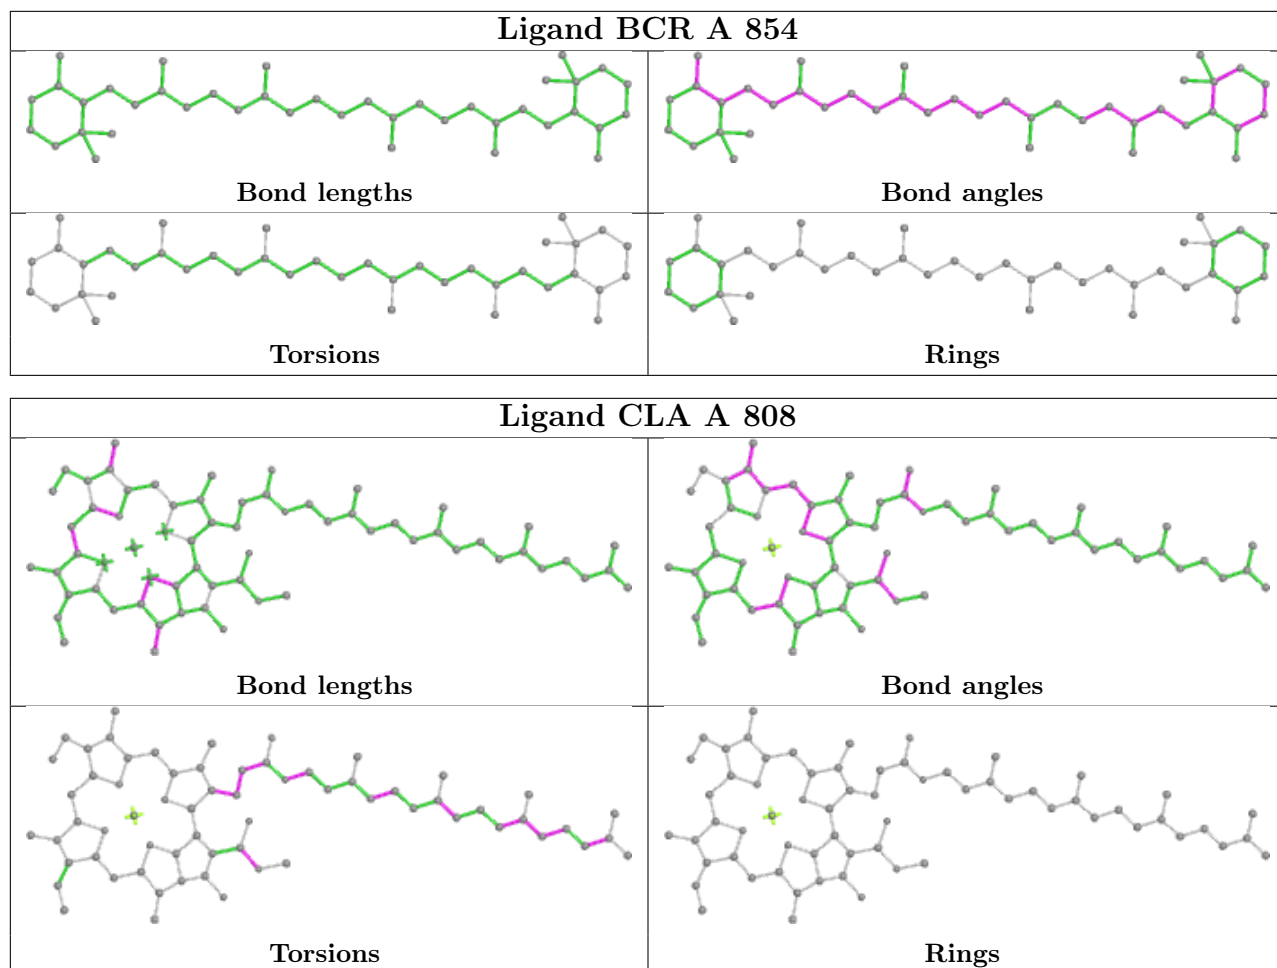 Ligand BCR A 854
Bond lengths
Bond angles
Torsions
Rings
Ligand CLA A 808
Bond lengths
Bond angles
Torsions
Rings